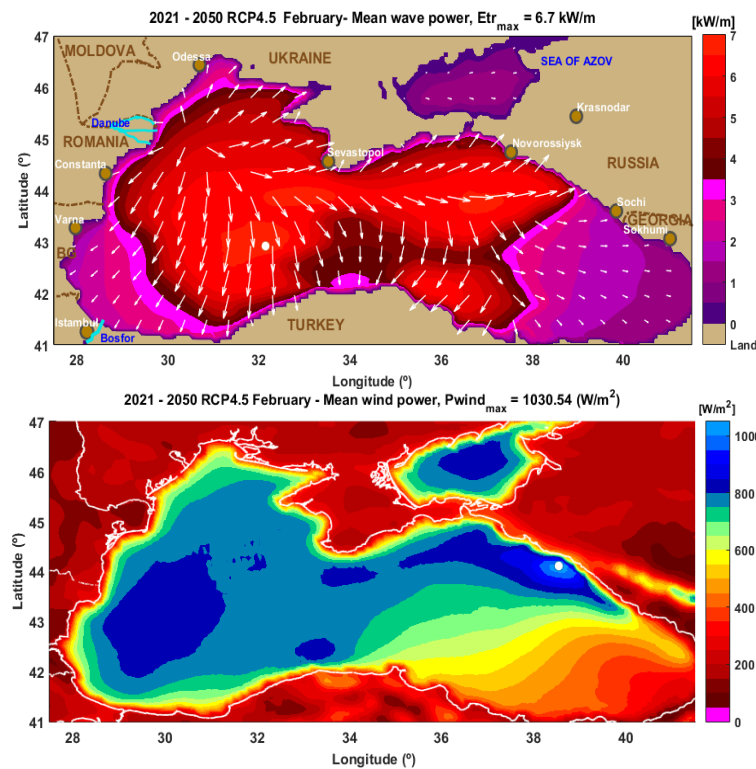 2021 - 2050 RCP4.5 February- Mean wave power, Etr_max = 6.7 kW/m
[kW/m]
47
46
45
44
43
42
41
Latitude (º)
MOLDOVA
Odessa
UKRAINE
SEA OF AZOV
Krasnodar
Danube
ROMANIA
Sevastopol
Novorossiysk
Constanta
RUSSIA
Sochi
GEORGIA
Varna
Sokhumi
BG
Istambul
Bosfor
TURKEY
28 30 32 34 36 38 40
Longitude (º)
7
6
5
4
3
2
1
0
Land
2021 - 2050 RCP4.5 February - Mean wind power, Pwind_max = 1030.54 (W/m²)
[W/m²]
47
46
45
44
43
42
41
Latitude (º)
28 30 32 34 36 38 40
Longitude (º)
1000
800
600
400
200
0